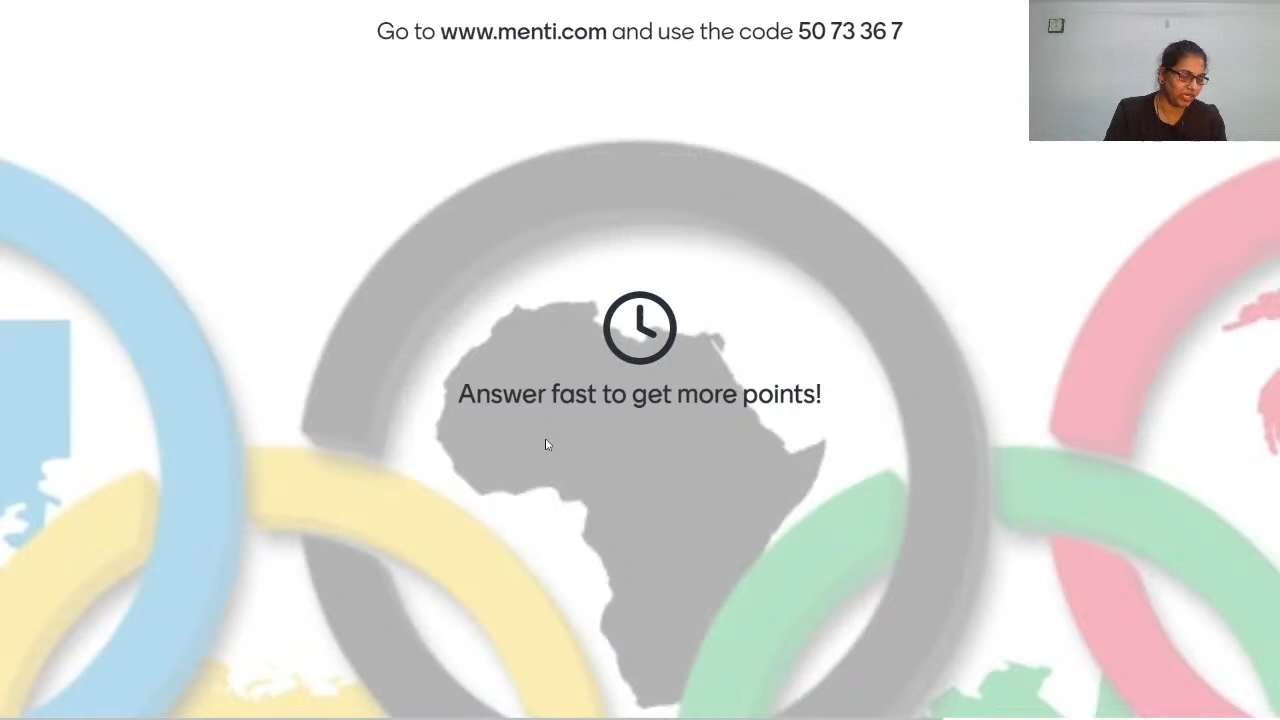 Go to www.menti.com and use the code 50 73 36 7
Answer fast to get more points!